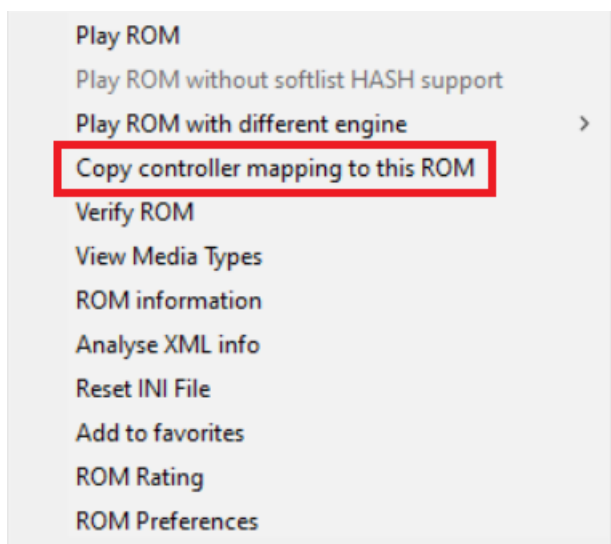 Play ROM
Play ROM without softlist HASH support
Play ROM with different engine
Copy controller mapping to this ROM
Verify ROM
View Media Types
ROM information
Analyse XML info
Reset INI File
Add to favorites
ROM Rating
ROM Preferences